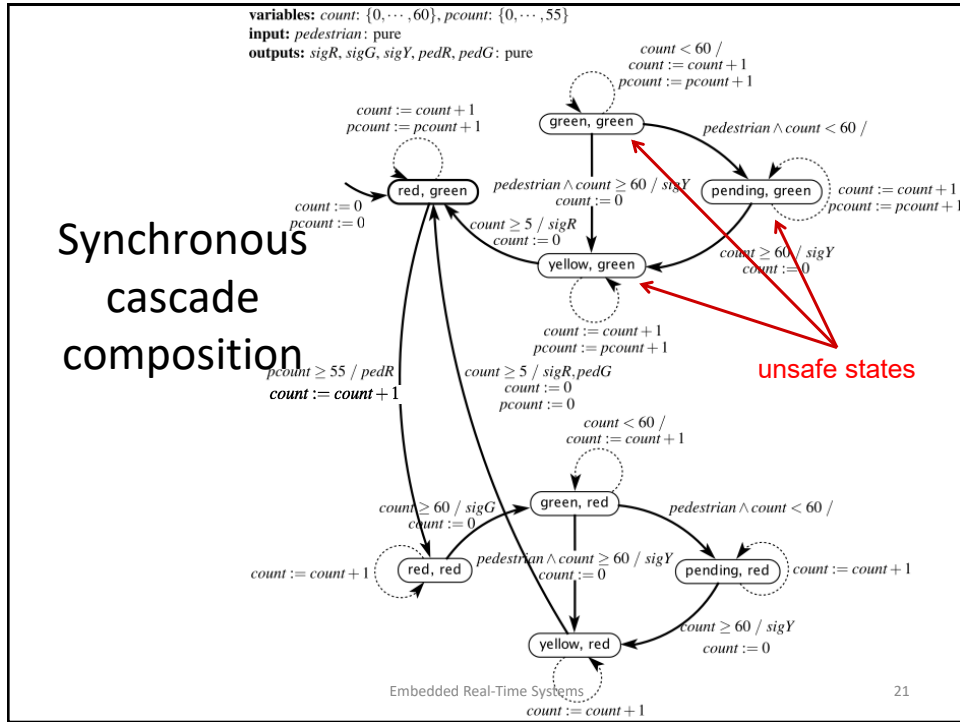 variables: count: {0,⋯,60}, pcount: {0,⋯,55}
input: pedestrian: pure
outputs: sigR, sigG, sigY, pedR, pedG: pure
count < 60 /
count := count + 1
pcount := pcount + 1
count := count + 1
pcount := pcount + 1
green, green
pedestrian ∧ count < 60 /
red, green
pedestrian ∧ count ≥ 60 / sigY
count := 0
pending, green
count := count + 1
pcount := pcount + 1
count := 0
pcount := 0
count ≥ 5 / sigR
count := 0
Synchronous
cascade
composition
yellow, green
count ≥ 60 / sigY
count := 0
count := count + 1
pcount := pcount + 1
unsafe states
pcount ≥ 55 / pedR
count := count + 1
count ≥ 5 / sigR, pedG
count := 0
pcount := 0
count < 60 /
count := count + 1
count ≥ 60 / sigG
count := 0
green, red
pedestrian ∧ count < 60 /
count := count + 1
red, red
pedestrian ∧ count ≥ 60 / sigY
count := 0
pending, red
count := count + 1
yellow, red
count ≥ 60 / sigY
count := 0
Embedded Real-Time Systems
count := count + 1
21